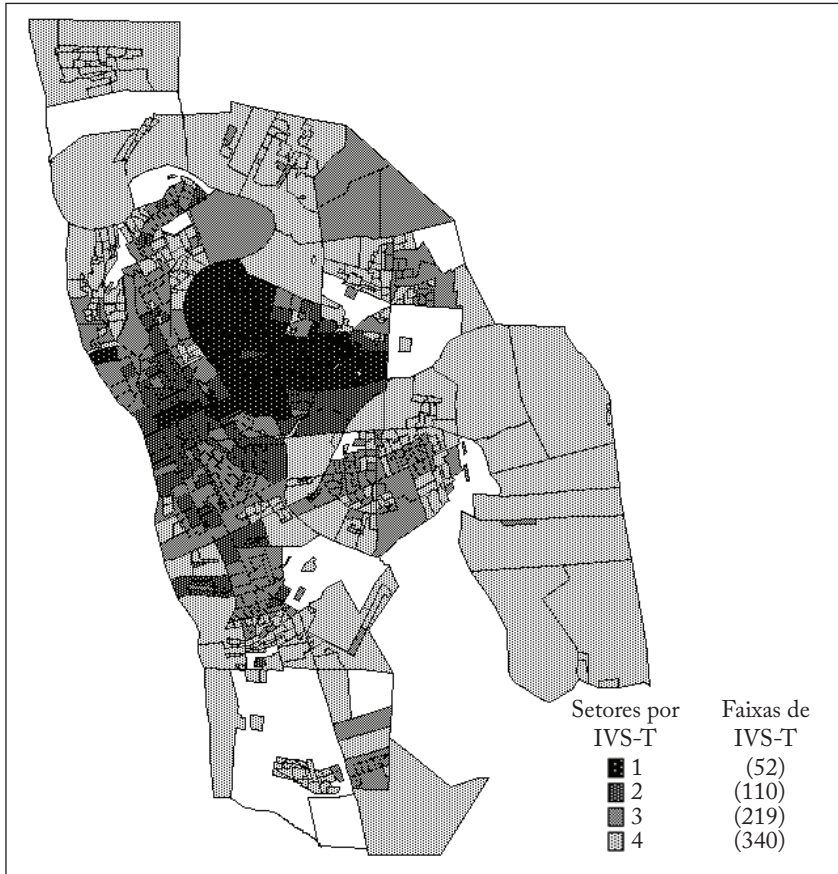 Setores por IVS-T Faixas de IVS-T
1 (52)
2 (110)
3 (219)
4 (340)